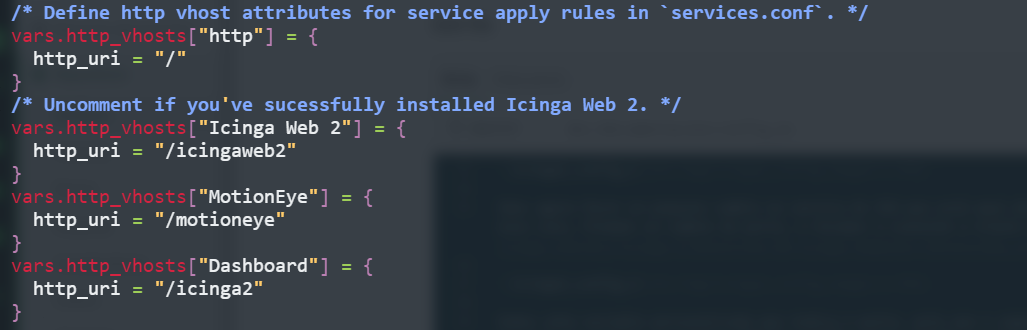 /* Define http vhost attributes for service apply rules in `services.conf`. */
vars.http_vhosts["http"] = {
  http_uri = "/"
}
/* Uncomment if you've sucessfully installed Icinga Web 2. */
vars.http_vhosts["Icinga Web 2"] = {
  http_uri = "/icingaweb2"
}
vars.http_vhosts["MotionEye"] = {
  http_uri = "/motioneye"
}
vars.http_vhosts["Dashboard"] = {
  http_uri = "/icinga2"
}